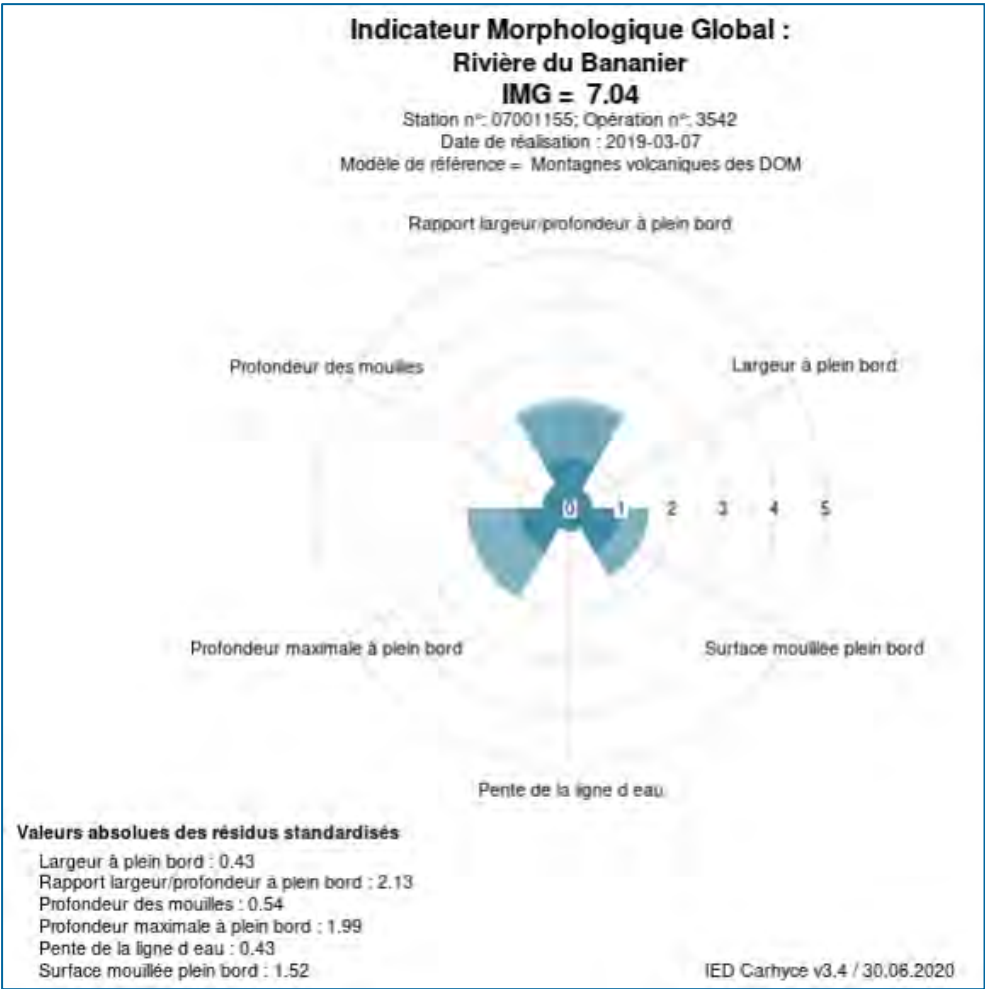 Indicateur Morphologique Global :
Rivière du Bananier
IMG = 7.04
Station n°: 07001155; Opération n°: 3542
Date de réalisation : 2019-03-07
Modèle de référence = Montagnes volcaniques des DOM
Rapport largeur/profondeur à plein bord
Profondeur des mouilles
Largeur à plein bord
0 1 2 3 4 5
Profondeur maximale à plein bord
Surface mouillée plein bord
Pente de la ligne d eau
Valeurs absolues des résidus standardisés
Largeur à plein bord : 0.43
Rapport largeur/profondeur à plein bord : 2.13
Profondeur des mouilles : 0.54
Profondeur maximale à plein bord : 1.99
Pente de la ligne d eau : 0.43
Surface mouillée plein bord : 1.52
IED Carhyce v3.4 / 30.06.2020